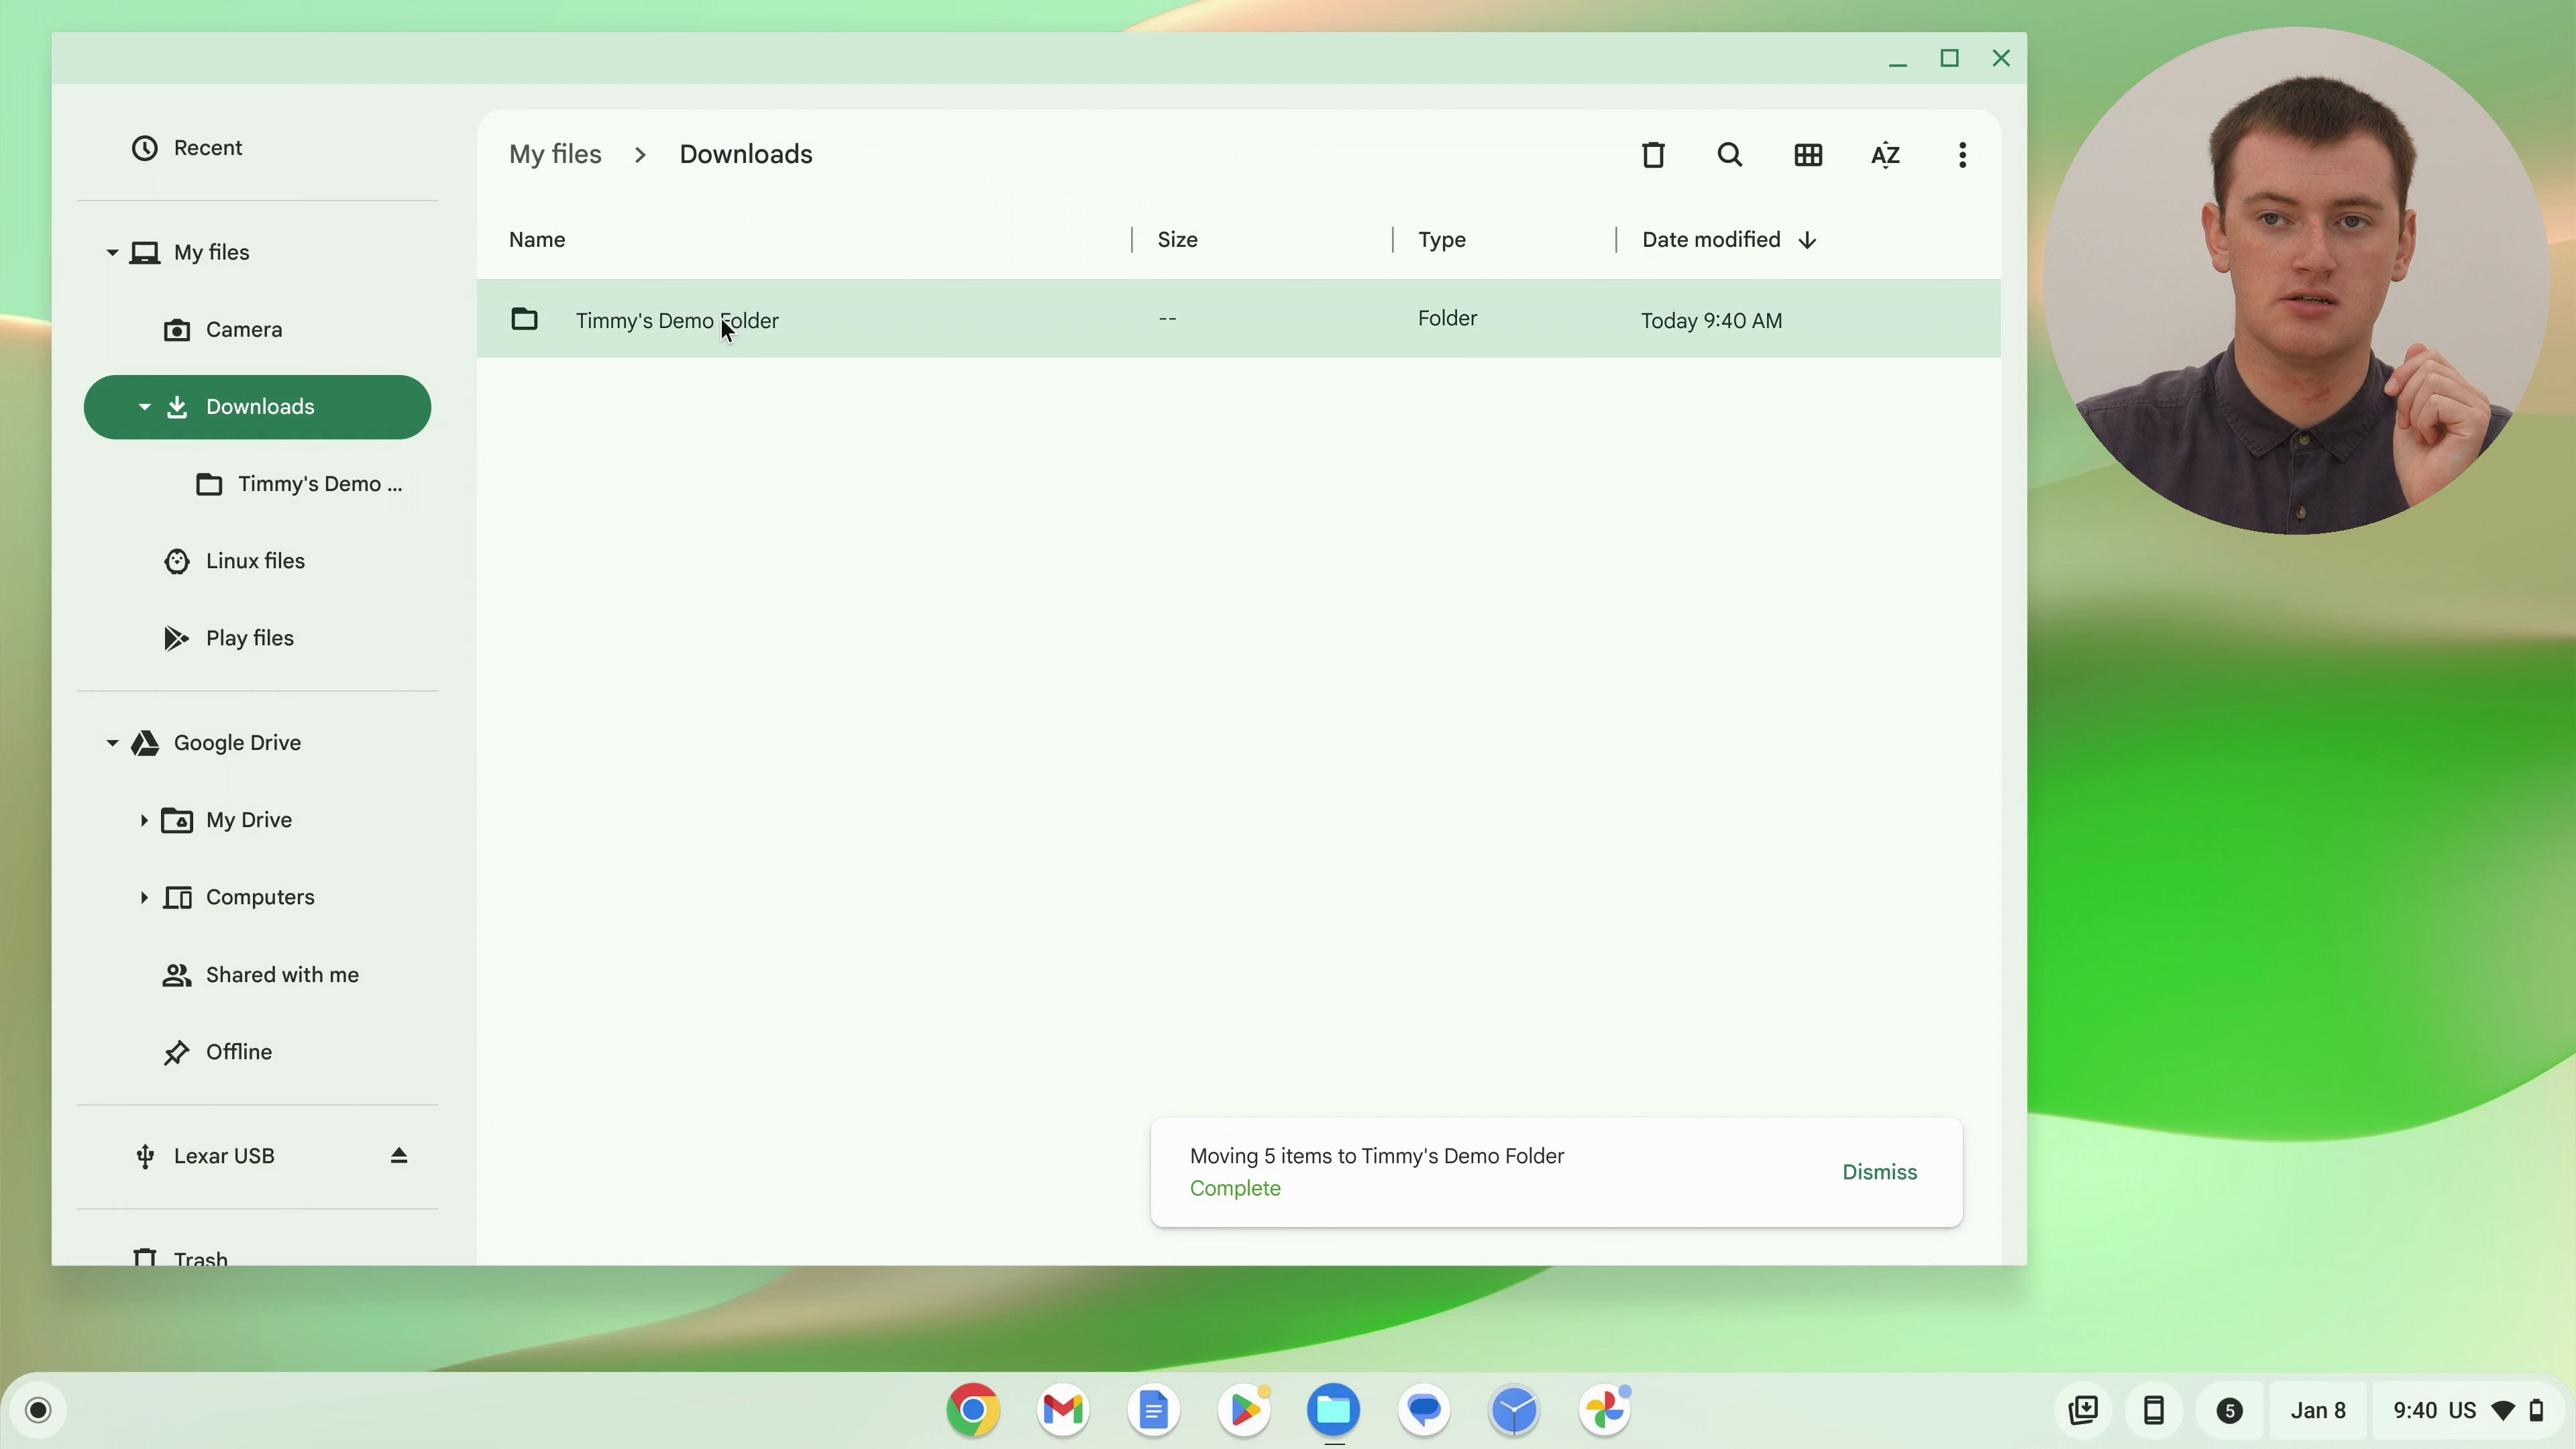 Recent
My files
Camera
Downloads
Timmy's Demo ...
Linux files
Play files
Google Drive
My Drive
Computers
Shared with me
Offline
Lexar USB
Trash
My files > Downloads
AZ
Name Size Type Date modified
Timmy's Demo Folder -- Folder Today 9:40 AM
Moving 5 items to Timmy's Demo Folder
Complete
Dismiss
5 Jan 8 9:40 US